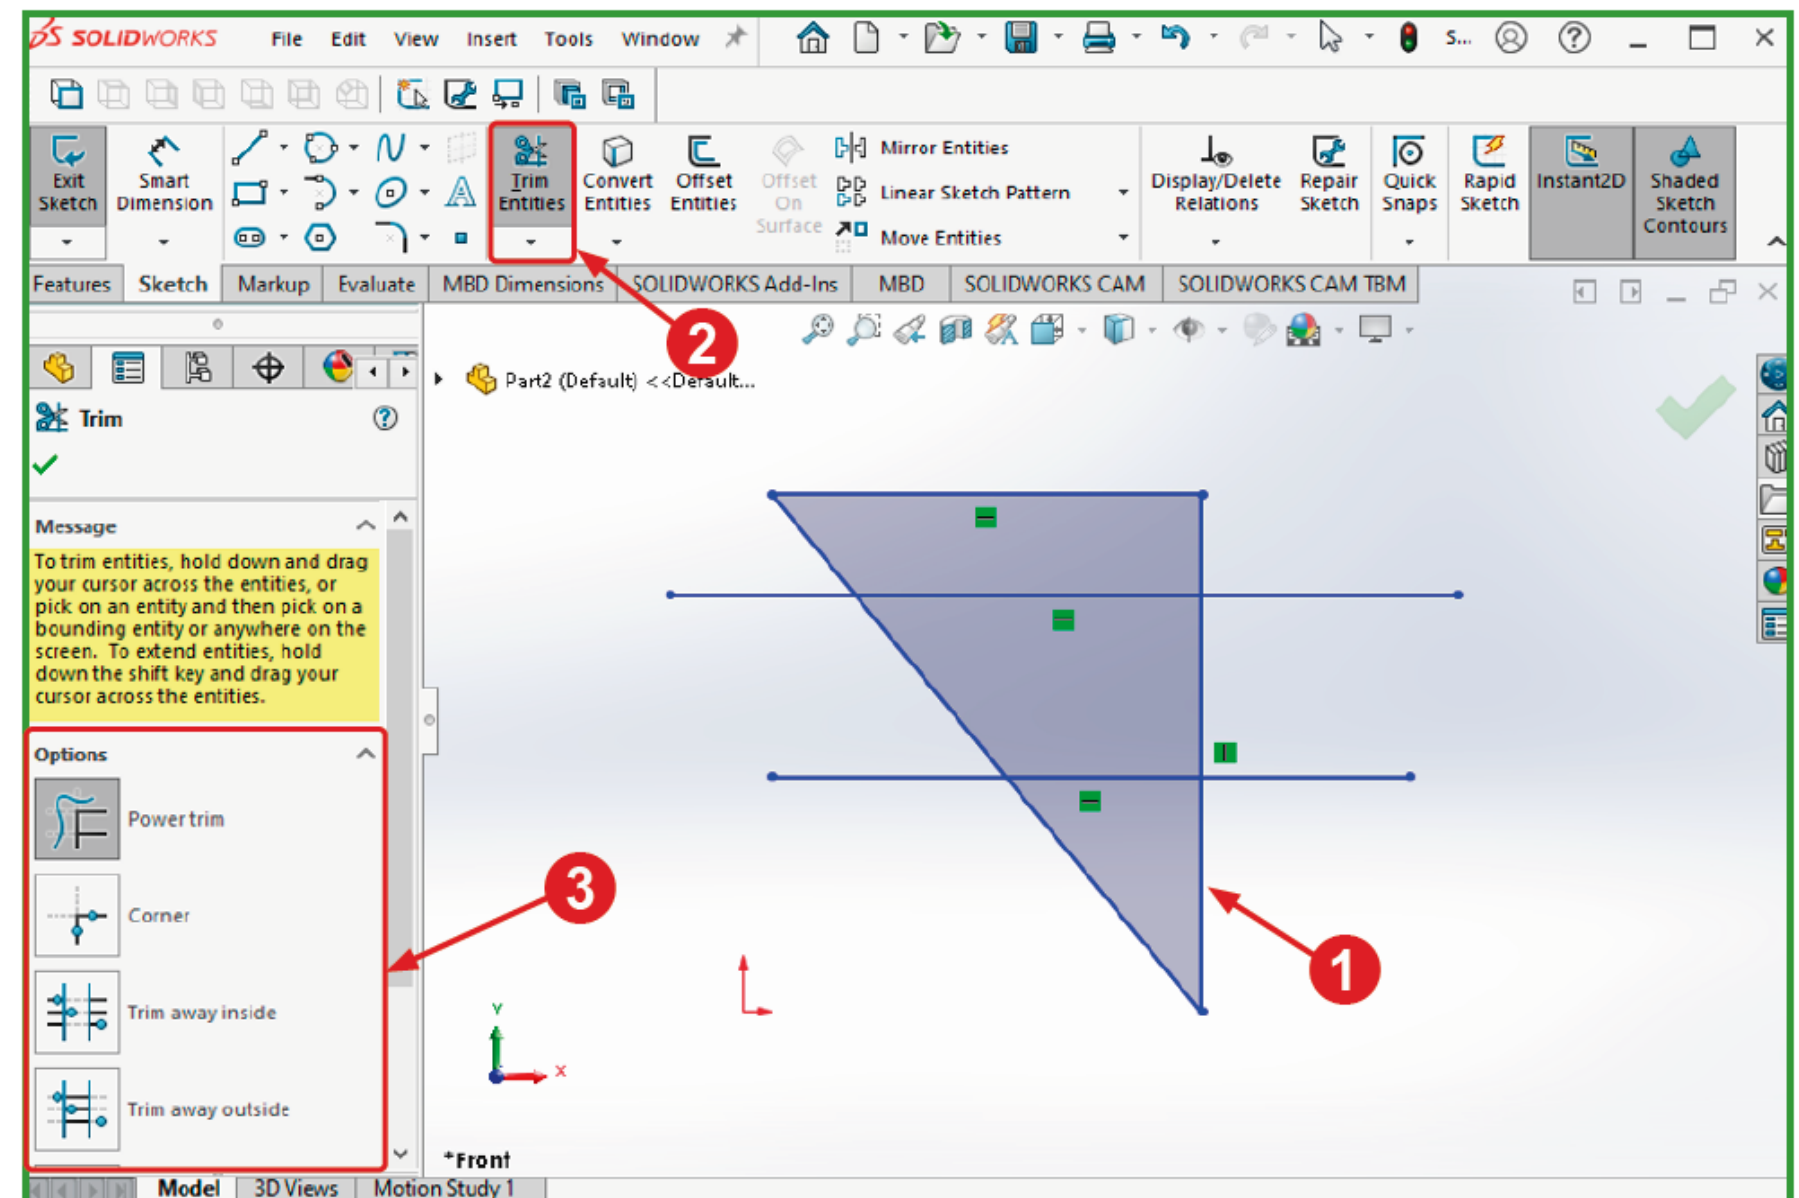 SOLIDWORKS File Edit View Insert Tools Window S...
Exit Sketch
Smart Dimension
Trim Entities
Convert Entities
Offset Entities
Offset On Surface
Mirror Entities
Linear Sketch Pattern
Move Entities
Display/Delete Relations
Repair Sketch
Quick Snaps
Rapid Sketch
Instant2D
Shaded Sketch Contours
Features Sketch Markup Evaluate MBD Dimensions SOLIDWORKS Add-Ins MBD SOLIDWORKS CAM SOLIDWORKS CAM TBM
2
Part2 (Default) <<Default...
Trim
Message
To trim entities, hold down and drag
your cursor across the entities, or
pick on an entity and then pick on a
bounding entity or anywhere on the
screen. To extend entities, hold
down the shift key and drag your
cursor across the entities.
Options
Power trim
Corner
Trim away inside
Trim away outside
3
1
Y
X
*Front
Model 3D Views Motion Study 1